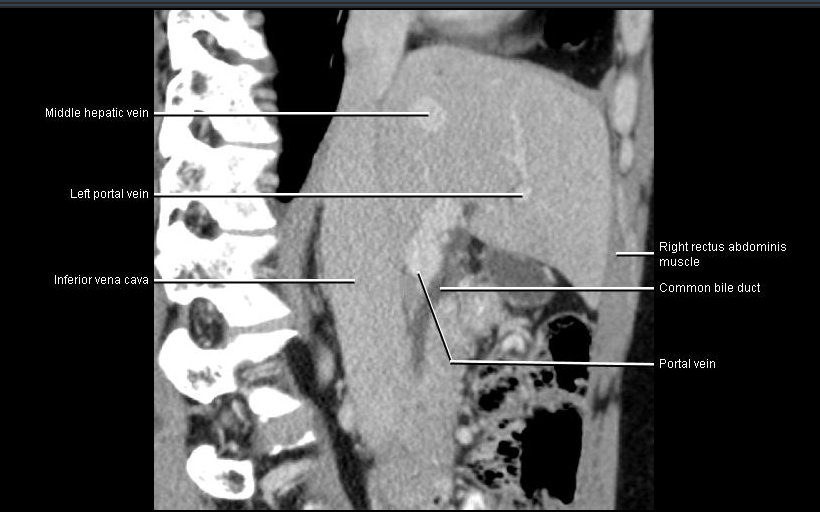 Middle hepatic vein
Left portal vein
Inferior vena cava
Right rectus abdominis
muscle
Common bile duct
Portal vein